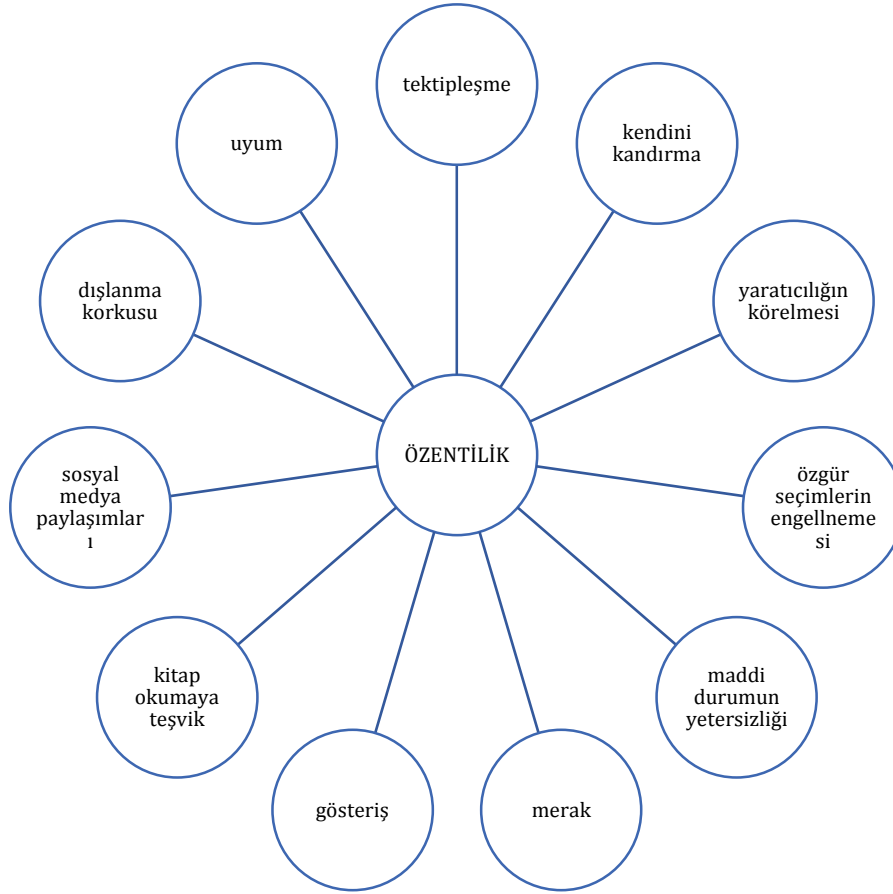 tektipleşme
kendini
kandırma
yaratıcılığın
körelmesi
özgür
seçimlerin
engellneme
si
maddi
durumun
yetersizliği
merak
gösteriş
kitap
okumaya
teşvik
sosyal
medya
paylaşımlar
ı
dışlanma
korkusu
uyum
ÖZENTİLİK